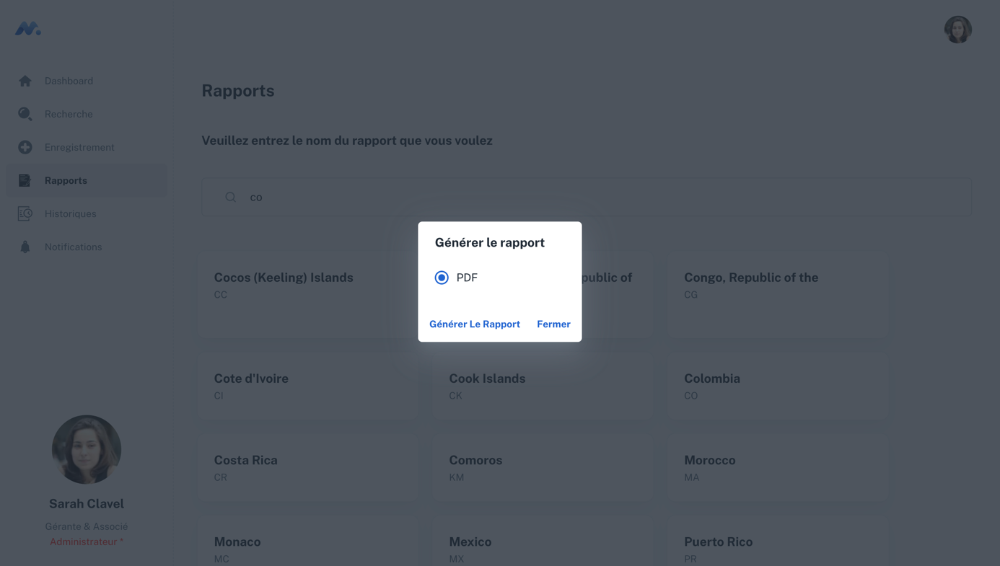 Dashboard
Recherche
Enregistrement
Rapports
Historiques
Notifications
Sarah Clavel
Gérante & Associé
Administrateur *
Rapports
Veuillez entrez le nom du rapport que vous voulez
co
Cocos (Keeling) Islands
CC
public of
Congo, Republic of the
CG
Générer le rapport
PDF
Générer Le Rapport Fermer
Cote d'Ivoire
CI
Cook Islands
CK
Colombia
CO
Costa Rica
CR
Comoros
KM
Morocco
MA
Monaco
MC
Mexico
MX
Puerto Rico
PR